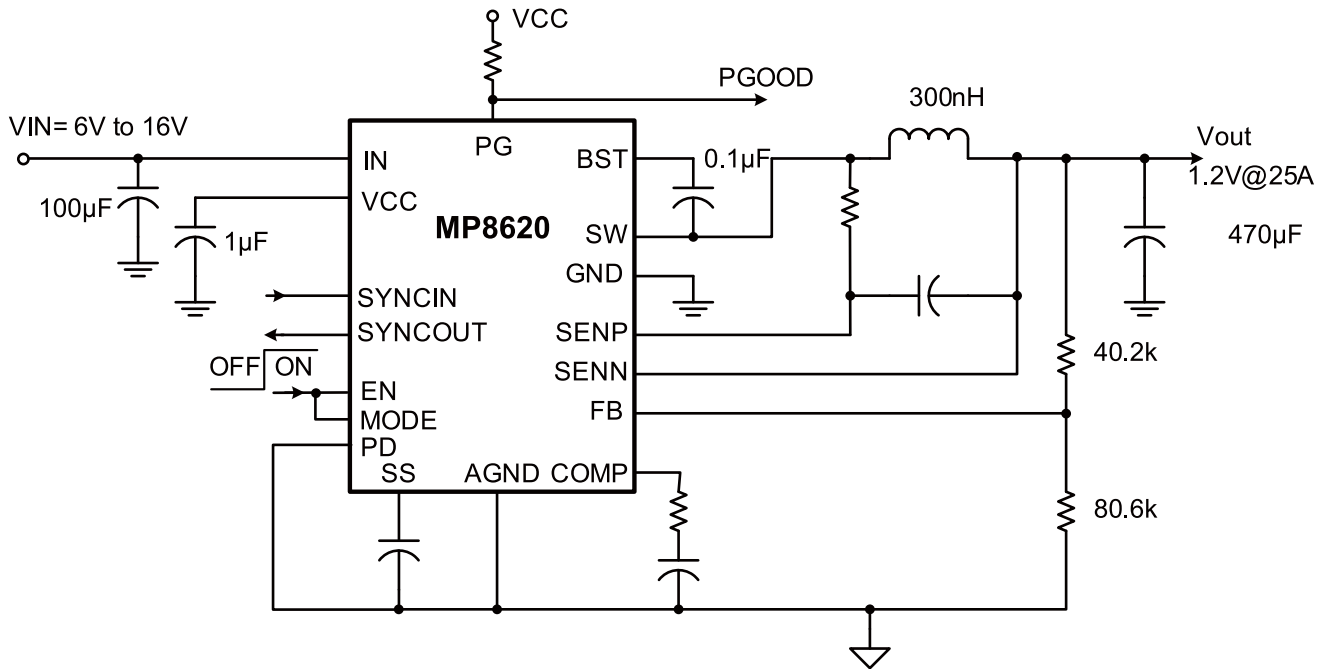 VCC
PGOOD
300nH
VIN= 6V to 16V
Vout
1.2V@25A
PG
IN
BST
0.1µF
100µF
VCC
1µF
MP8620
SW
470µF
GND
SYNCIN
SYNCOUT
SENP
OFF ON
SENN
40.2k
EN
FB
MODE
PD
SS
AGND
COMP
80.6k